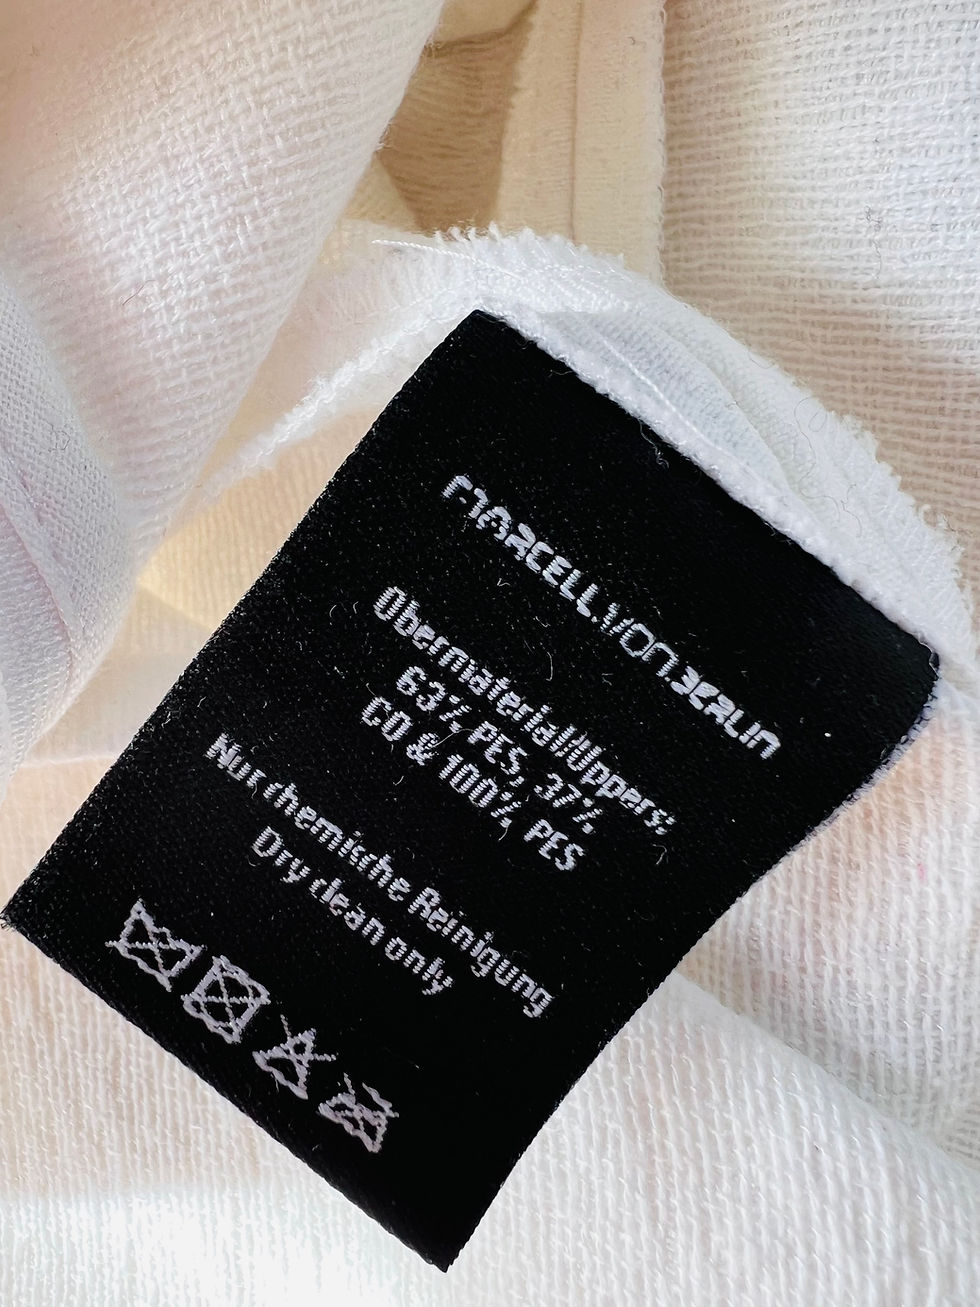 MARCELL.VON.BERLIN
Obermaterial/Uppers:
63% PES, 37%
CO & 100% PES
Nur chemische Reinigung
Dry clean only